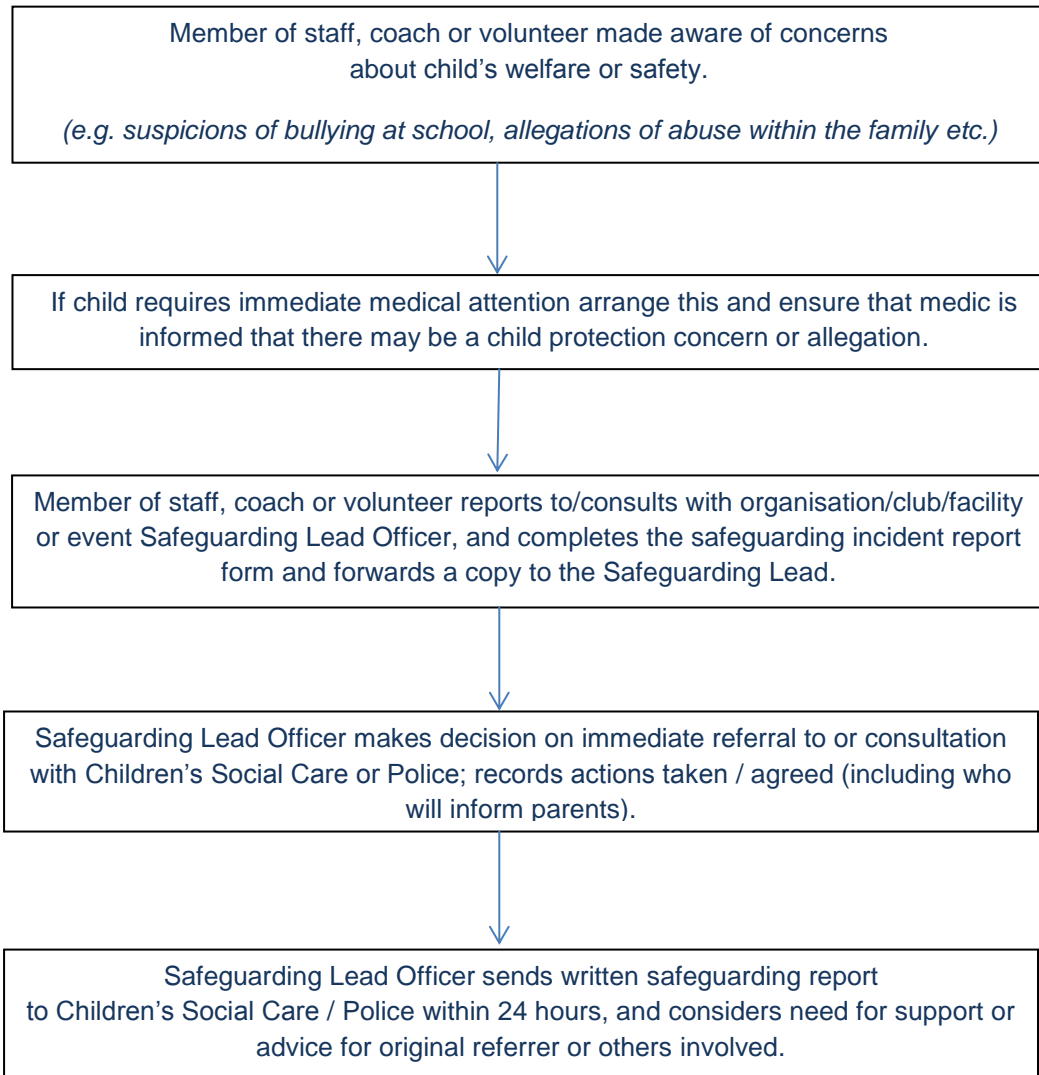 Member of staff, coach or volunteer made aware of concerns
about child's welfare or safety.
(e.g. suspicions of bullying at school, allegations of abuse within the family etc.)
If child requires immediate medical attention arrange this and ensure that medic is
informed that there may be a child protection concern or allegation.
Member of staff, coach or volunteer reports to/consults with organisation/club/facility
or event Safeguarding Lead Officer, and completes the safeguarding incident report
form and forwards a copy to the Safeguarding Lead.
Safeguarding Lead Officer makes decision on immediate referral to or consultation
with Children's Social Care or Police; records actions taken / agreed (including who
will inform parents).
Safeguarding Lead Officer sends written safeguarding report
to Children's Social Care / Police within 24 hours, and considers need for support or
advice for original referrer or others involved.